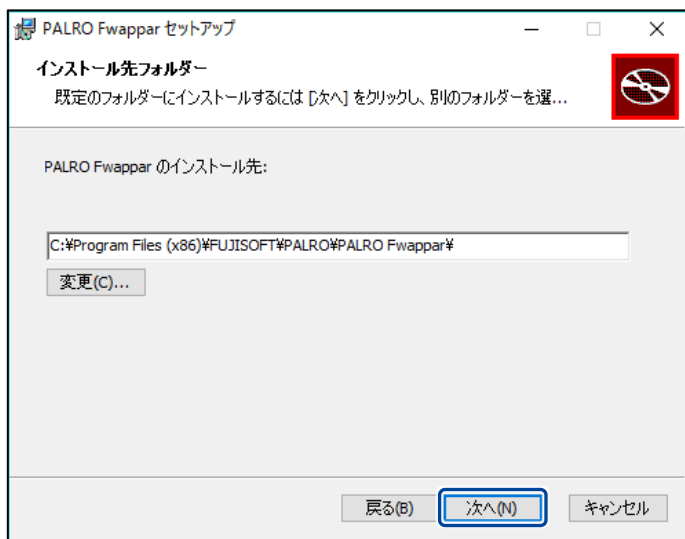 PALRO Fwappar セットアップ
インストール先フォルダー
既定のフォルダーにインストールするには [次へ] をクリックし、別のフォルダーを選...
PALRO Fwappar のインストール先:
C:¥Program Files (x86)¥FUJISOFT¥PALRO¥PALRO Fwappar¥
変更(C)...
戻る(B) 次へ(N) キャンセル